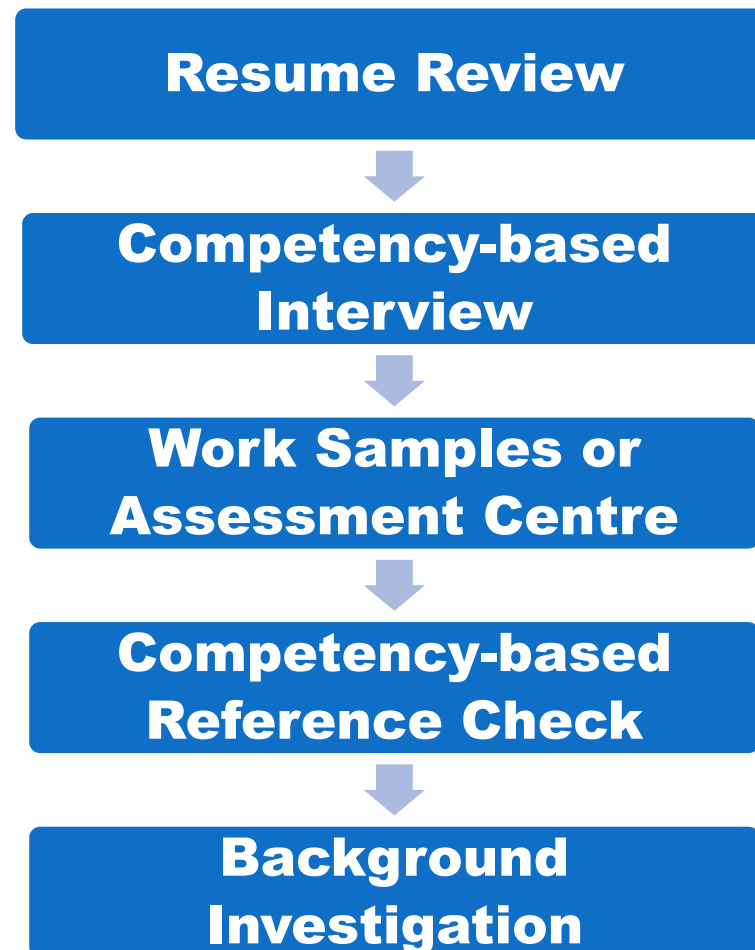 Resume Review
Competency-based
Interview
Work Samples or
Assessment Centre
Competency-based
Reference Check
Background
Investigation